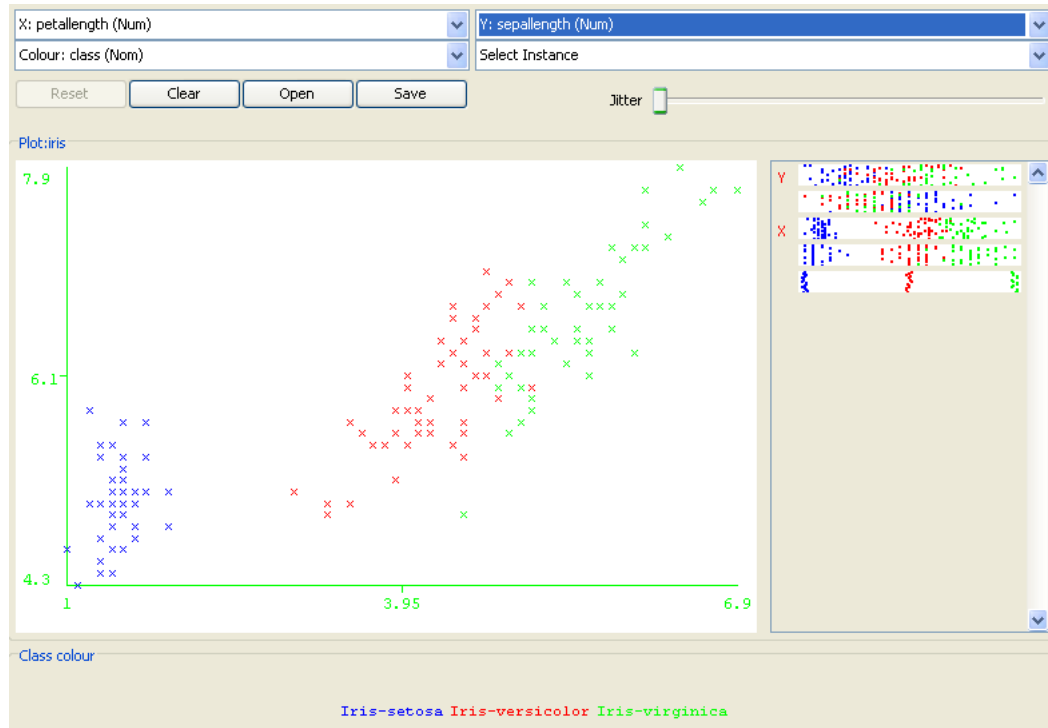 X: petallength (Num)
Y: sepallength (Num)
Colour: class (Nom)
Select Instance
Reset
Clear
Open
Save
Jitter
Plot:iris
7.9
6.1
4.3
1
3.95
6.9
Y
X
Class colour
Iris-setosa Iris-versicolor Iris-virginica